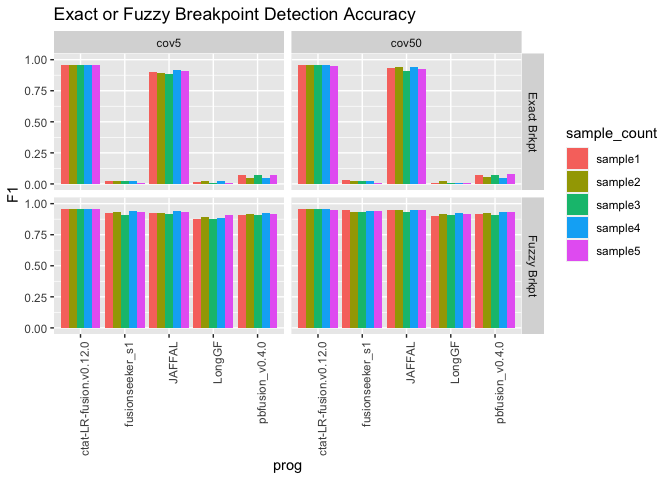 Exact or Fuzzy Breakpoint Detection Accuracy
cov5
cov50
F1
1.00
0.75
0.50
0.25
0.00
Exact Brkpt
1.00
0.75
0.50
0.25
0.00
Fuzzy Brkpt
ctat-LR-fusion.v0.12.0
fusionseeker_s1
JAFFAL
LongGF
pbfusion_v0.4.0
ctat-LR-fusion.v0.12.0
fusionseeker_s1
JAFFAL
LongGF
pbfusion_v0.4.0
prog
sample_count
sample1
sample2
sample3
sample4
sample5